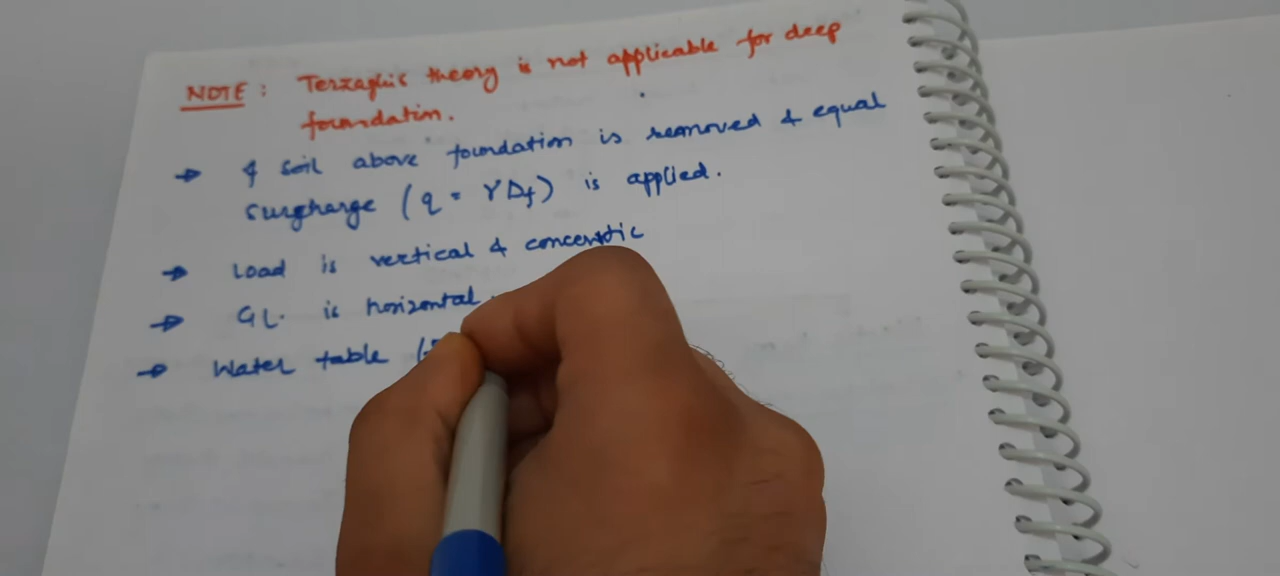 NOTE : Terzaghis theory is not applicable for deep
foundation.
→ soil above foundation is removed & equal
surcharge (q = γDf) is applied.
→ Load is vertical & concentric
→ GL. is horizontal
→ Water table